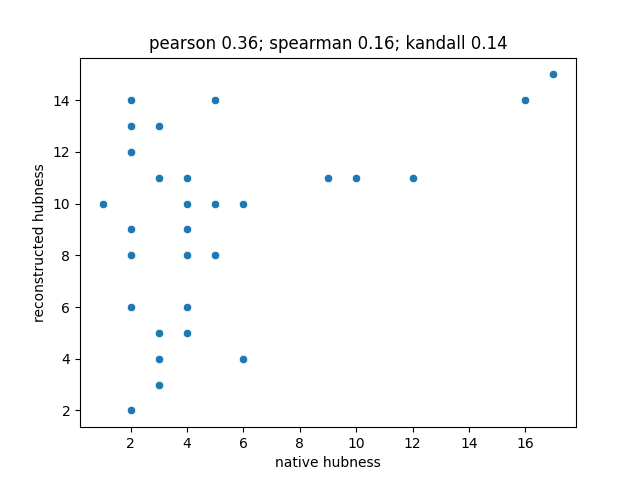 pearson 0.36; spearman 0.16; kandall 0.14
14
12
10
8
6
4
2
reconstructed hubness
2 4 6 8 10 12 14 16
native hubness